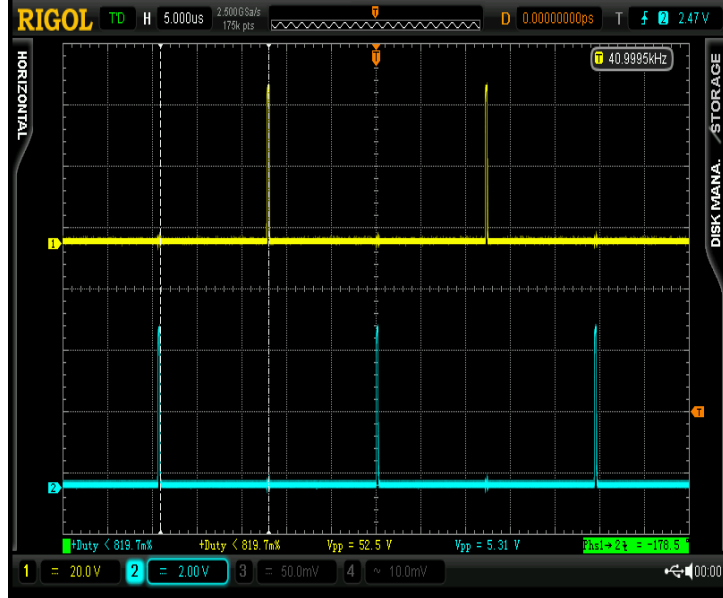 RIGOL T'D H 5.000us 2.500GSa/s 175k pts D 0.00000000ps T 2 2.47 V
HORIZONTAL
T
T 40.9995kHz
STORAGE
DISK MANA.
1
T
2
+Duty < 819.7m% +Duty < 819.7m% Vpp = 52.5 V Vpp = 5.31 V Phs1→2 = -178.5 °
1 = 20.0 V 2 = 2.00 V 3 = 50.0mV 4 ~ 10.0mV 00:00